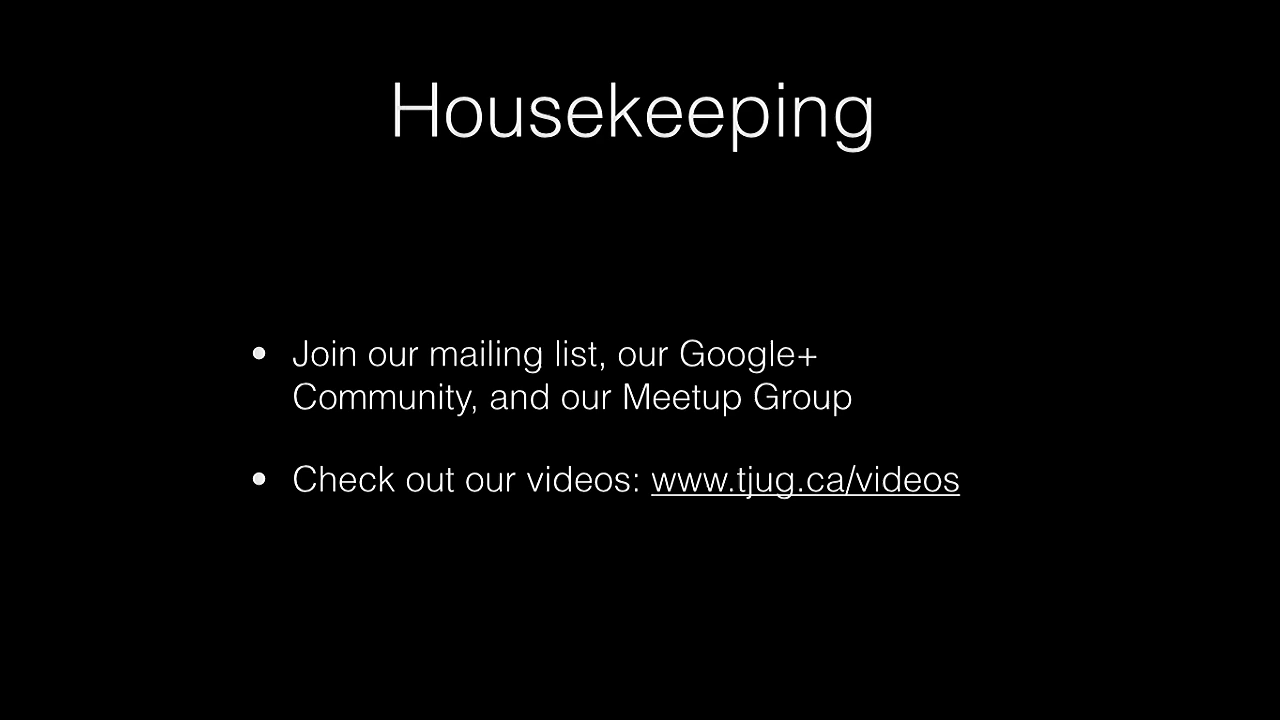 Housekeeping
• Join our mailing list, our Google+
Community, and our Meetup Group
• Check out our videos: www.tjug.ca/videos